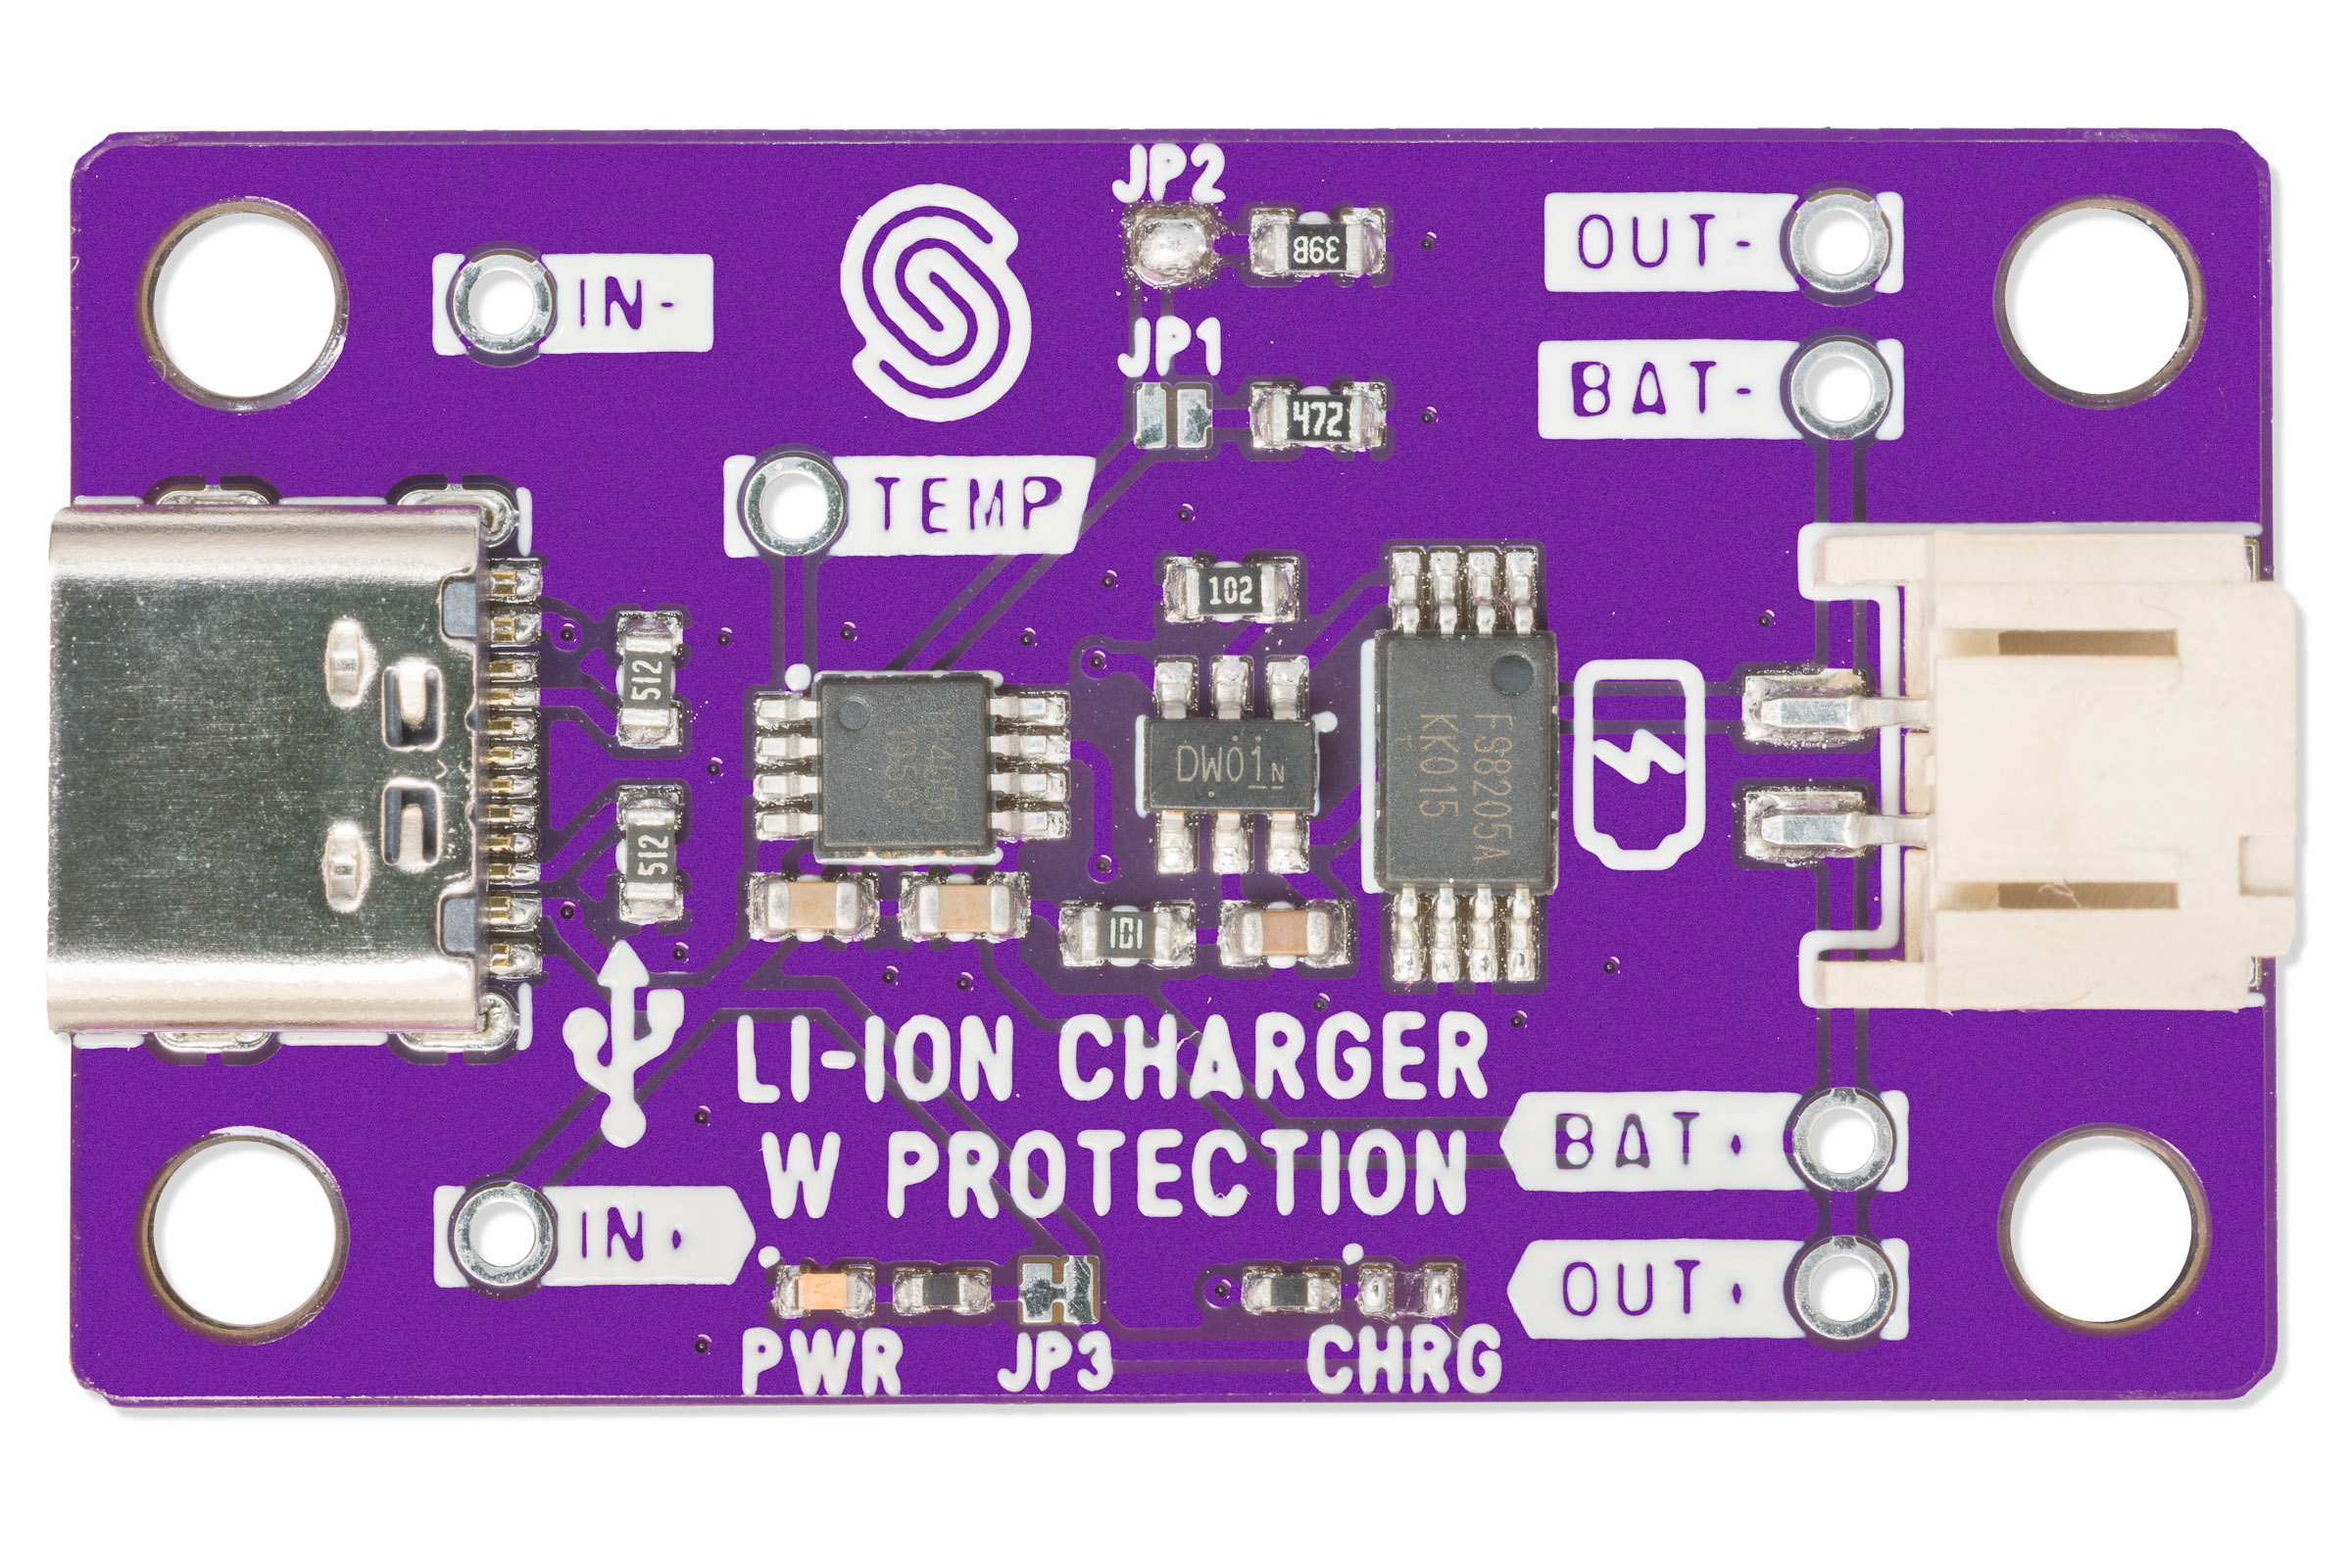 JP2
39B
OUT-
IN-
JP1
BAT-
472
TEMP
102
512
DW01N
FS8205A
KK015
512
101
LI-ION CHARGER
W PROTECTION
BAT+
IN+
OUT+
PWR
JP3
CHRG